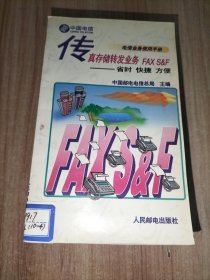 中国电信
电信业务使用手册
传真存储转发业务 FAX S&F
——省时 快捷 方便
中国邮电电信总局 主编
FAX S&F
人民邮电出版社